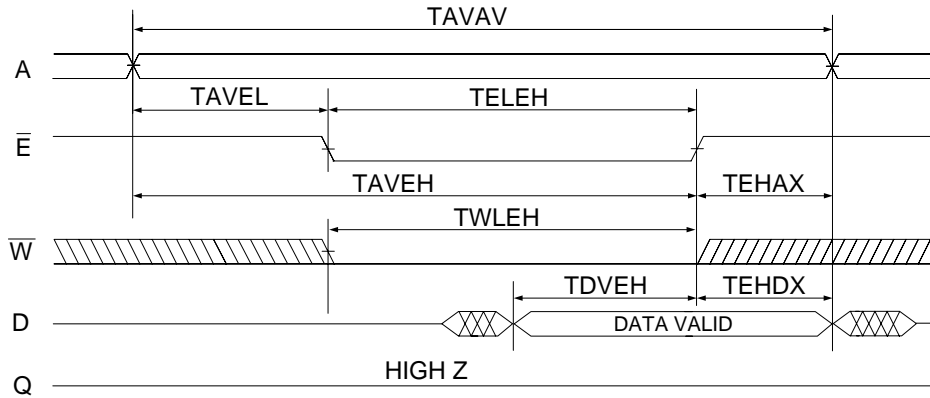 TAVAV
A
TAVEL TELEH
E̅
TAVEH TEHAX
W̅ TWLEH
TDVEH TEHDX
D DATA VALID
HIGH Z
Q